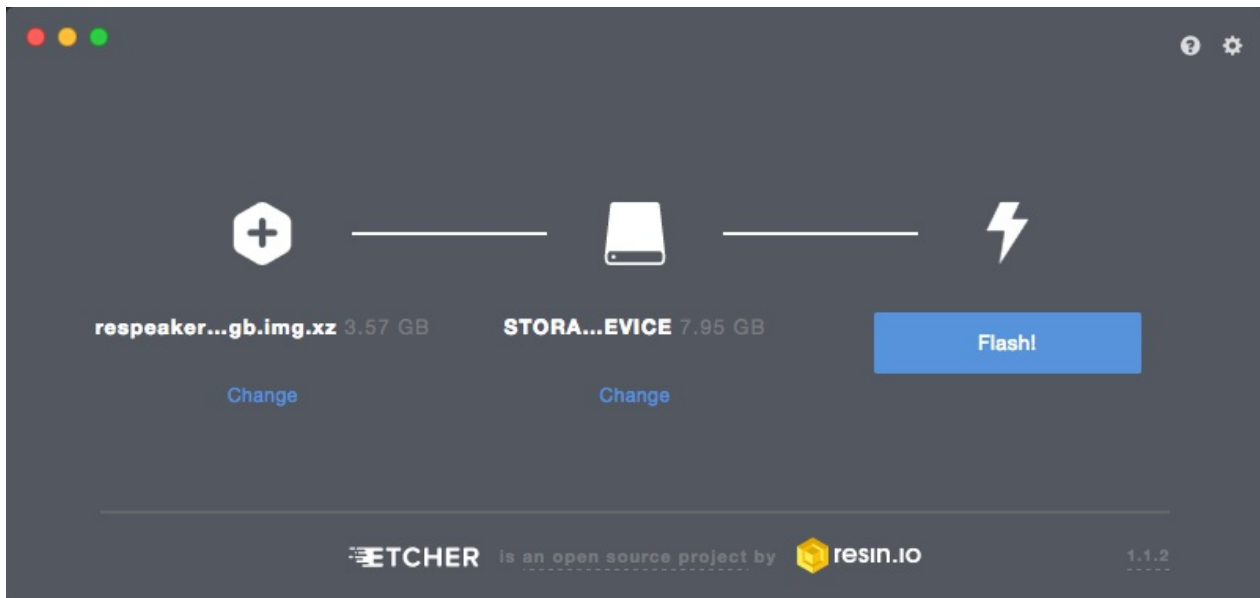 respeaker...gb.img.xz 3.57 GB
STORA...EVICE 7.95 GB
Flash!
Change
Change
ETCHER is an open source project by resin.io
1.1.2